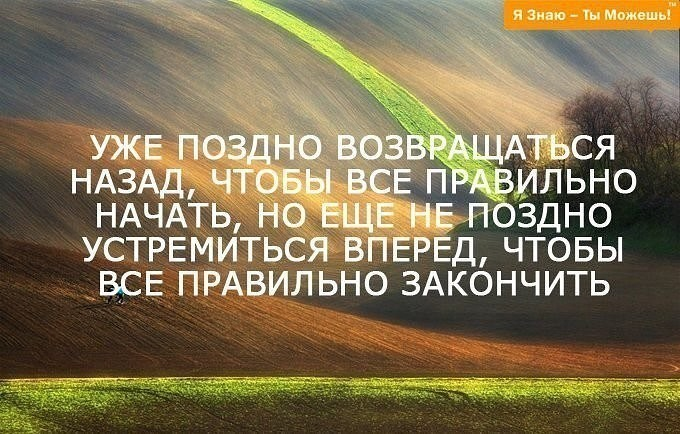 Я Знаю – Ты Можешь!
™
УЖЕ ПОЗДНО ВОЗВРАЩАТЬСЯ
НАЗАД, ЧТОБЫ ВСЕ ПРАВИЛЬНО
НАЧАТЬ, НО ЕЩЕ НЕ ПОЗДНО
УСТРЕМИТЬСЯ ВПЕРЕД, ЧТОБЫ
ВСЕ ПРАВИЛЬНО ЗАКОНЧИТЬ